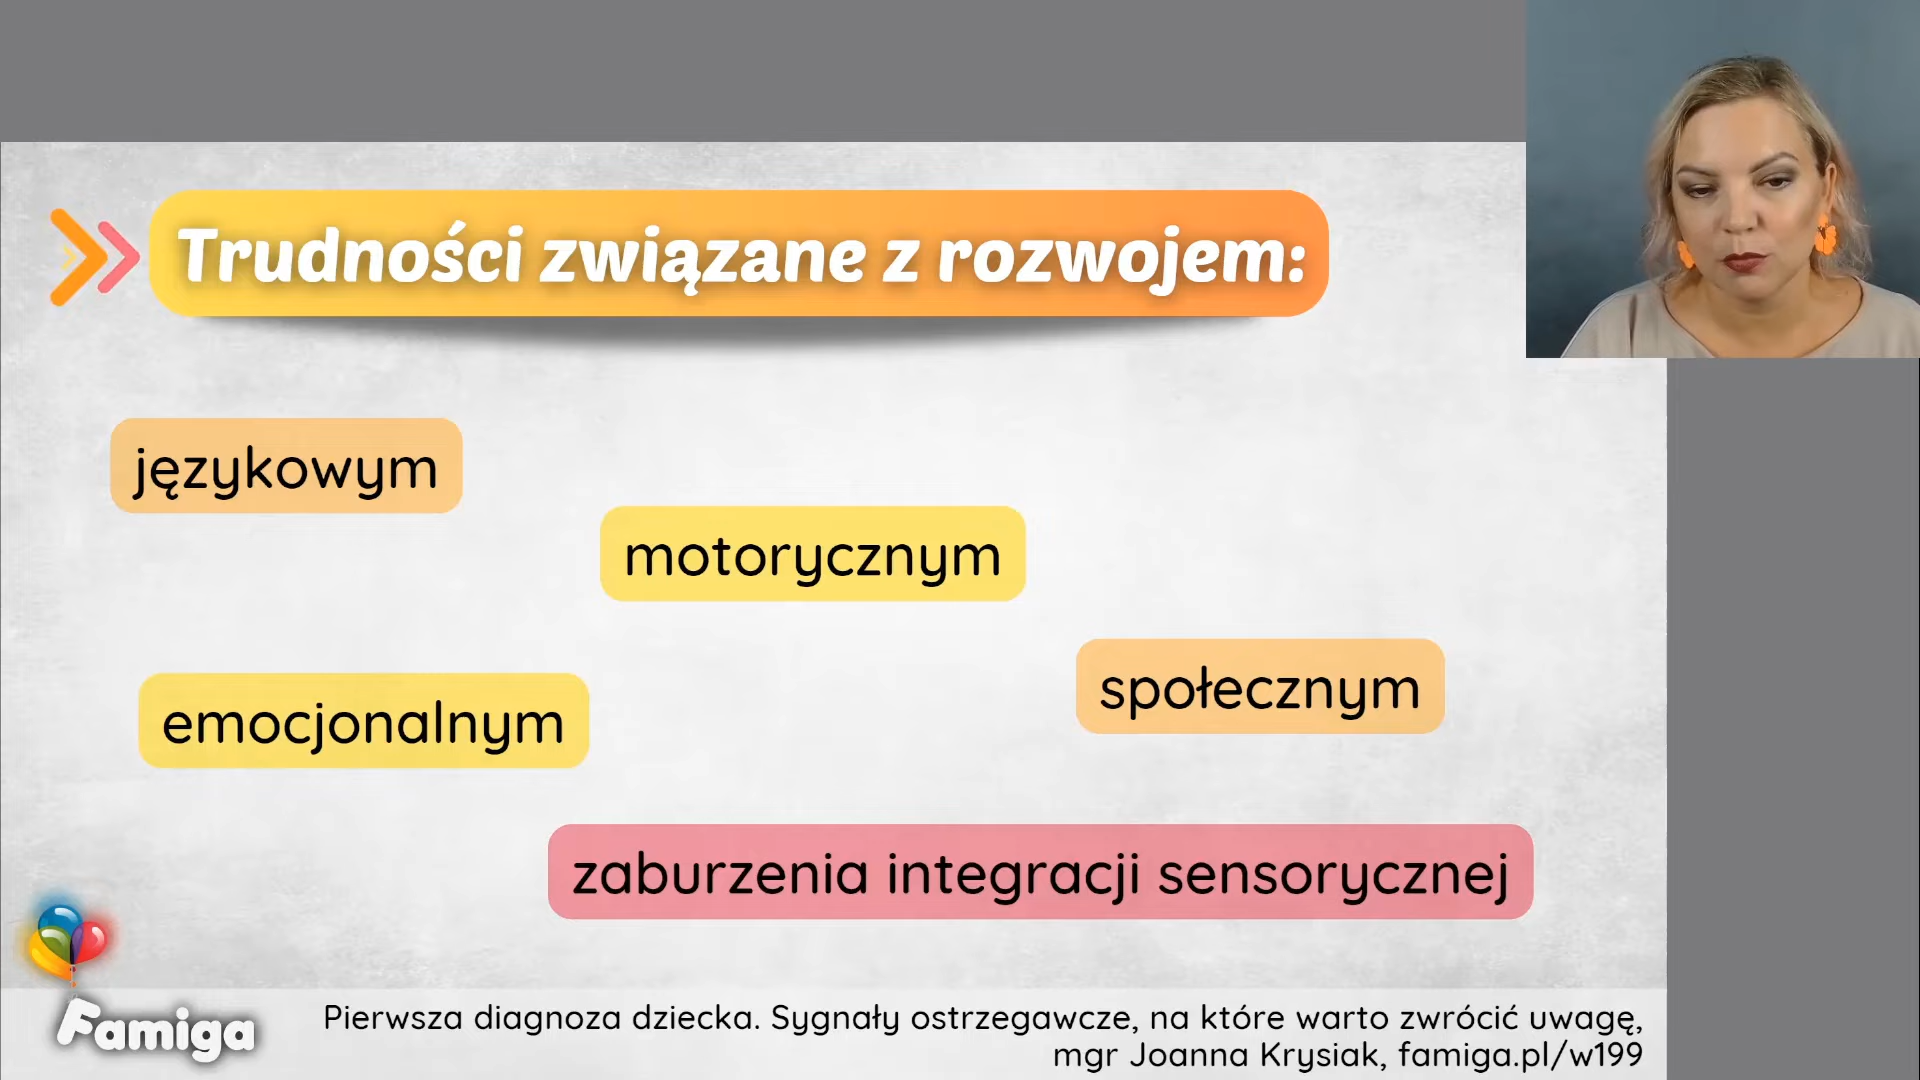 Trudności związane z rozwojem:
językowym
motorycznym
społecznym
emocjonalnym
zaburzenia integracji sensorycznej
Famiga
Pierwsza diagnoza dziecka. Sygnały ostrzegawcze, na które warto zwrócić uwagę,
mgr Joanna Krysiak, famiga.pl/w199